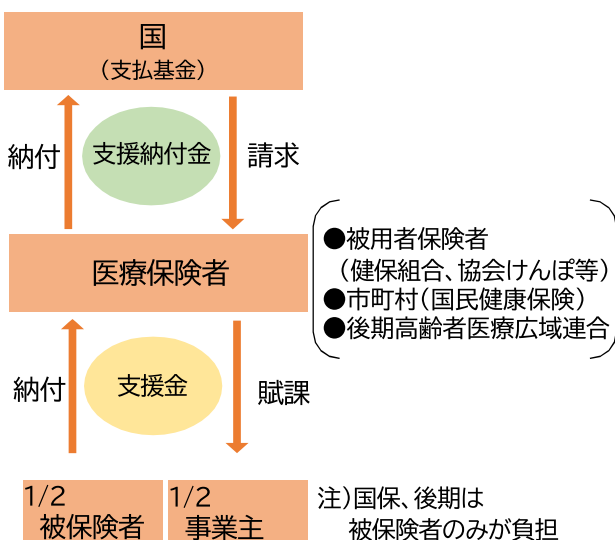 国
（支払基金）
納付
支援納付金
請求
医療保険者
●被用者保険者
（健保組合、協会けんぽ等）
●市町村（国民健康保険）
●後期高齢者医療広域連合
納付
支援金
賦課
1/2
被保険者
1/2
事業主
注）国保、後期は
被保険者のみが負担